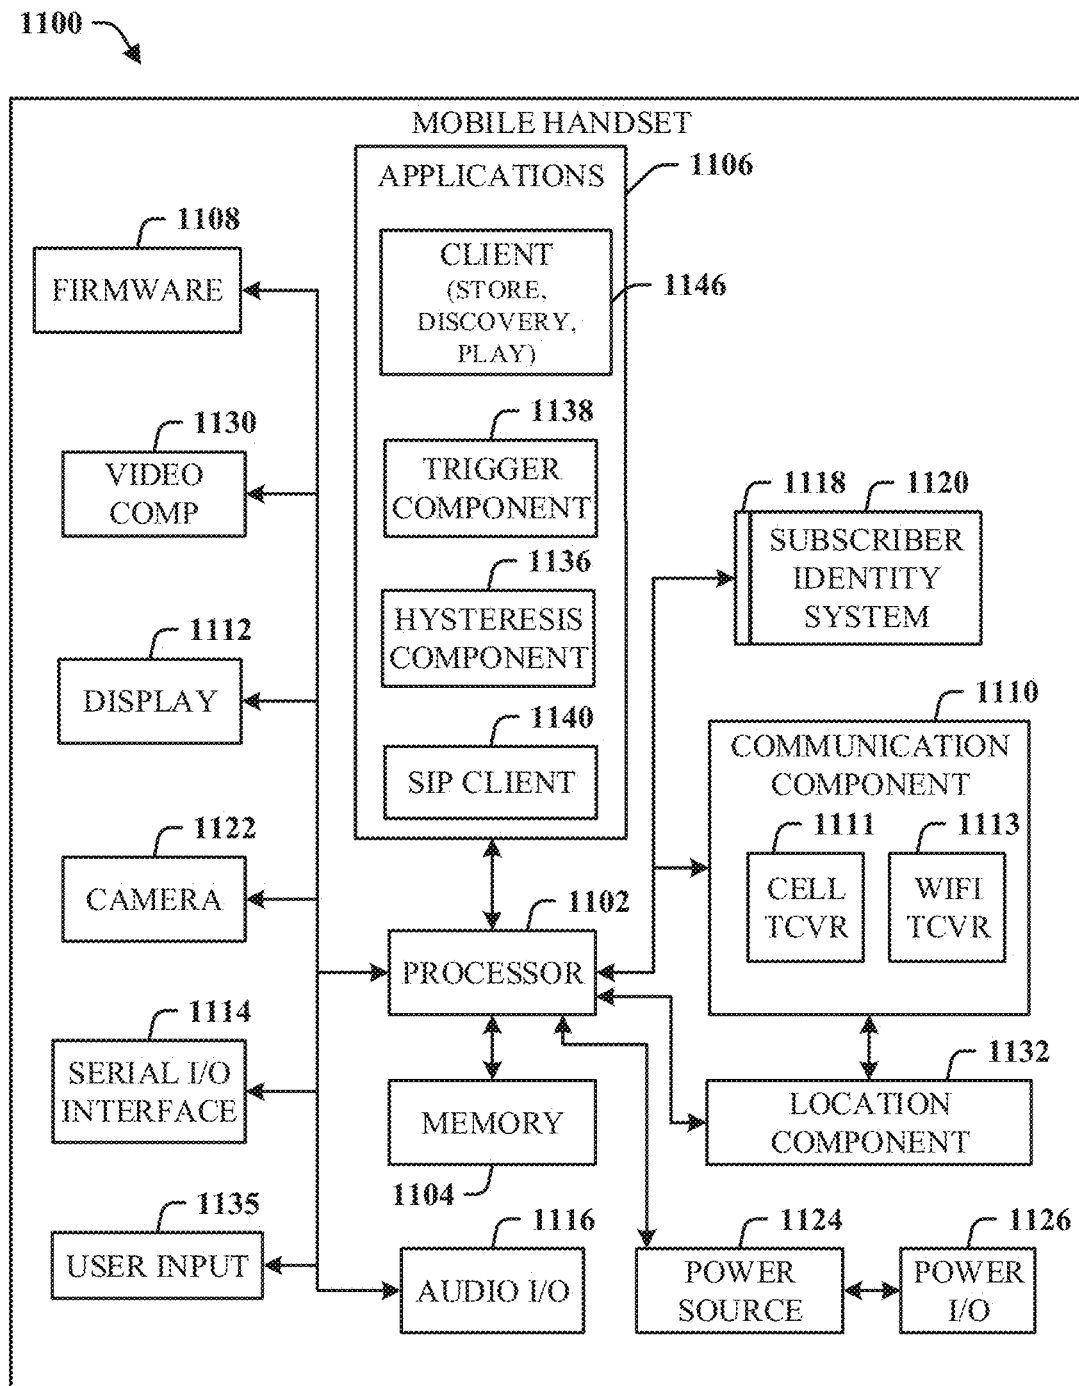 1100
MOBILE HANDSET
APPLICATIONS
1106
CLIENT
(STORE,
DISCOVERY,
PLAY)
1146
1138
TRIGGER
COMPONENT
1136
HYSTERESIS
COMPONENT
1140
SIP CLIENT
1108
FIRMWARE
1130
VIDEO
COMP
1112
DISPLAY
1122
CAMERA
1114
SERIAL I/O
INTERFACE
1135
USER INPUT
1102
PROCESSOR
MEMORY
1104
1116
AUDIO I/O
1118
1120
SUBSCRIBER
IDENTITY
SYSTEM
1110
COMMUNICATION
COMPONENT
1111
CELL
TCVR
1113
WIFI
TCVR
1132
LOCATION
COMPONENT
1124
POWER
SOURCE
1126
POWER
I/O